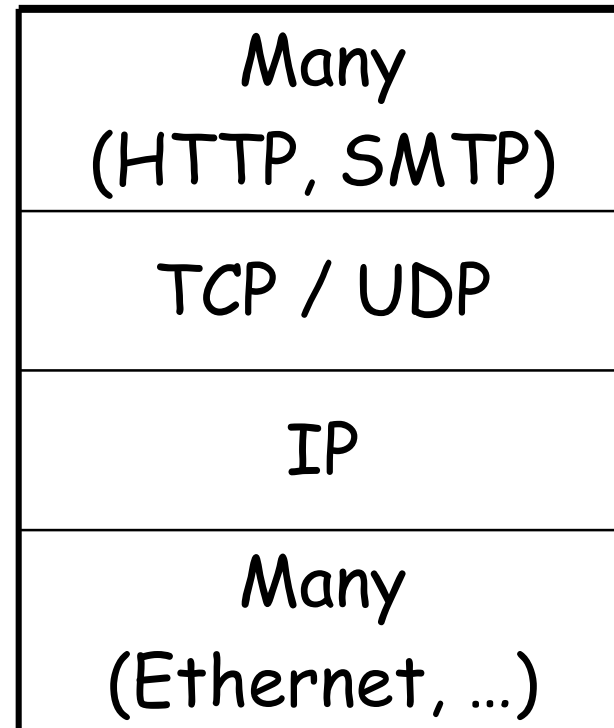 Many
(HTTP, SMTP)
TCP / UDP
IP
Many
(Ethernet, …)